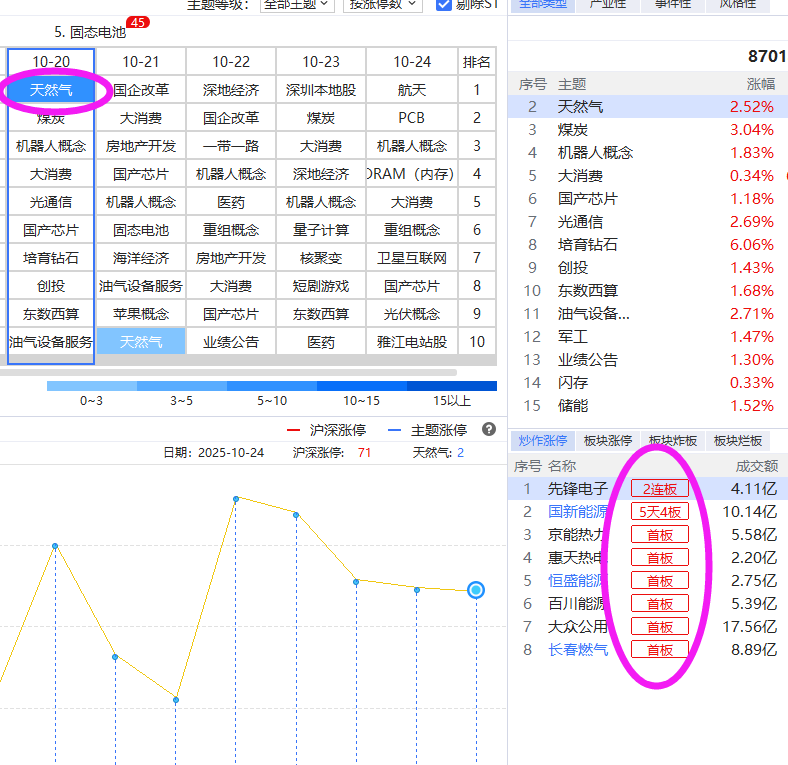 主题等级: 全部主题 按涨停数 剔除ST
5. 固态电池 45
10-20 10-21 10-22 10-23 10-24 排名
天然气 国企改革 深地经济 深圳本地股 航天 1
煤炭 大消费 国企改革 煤炭 PCB 2
机器人概念 房地产开发 一带一路 大消费 机器人概念 3
大消费 国产芯片 机器人概念 深地经济 DRAM（内存） 4
光通信 机器人概念 医药 机器人概念 大消费 5
国产芯片 固态电池 重组概念 量子计算 重组概念 6
培育钻石 海洋经济 房地产开发 核聚变 卫星互联网 7
创投 油气设备服务 大消费 短剧游戏 国产芯片 8
东数西算 苹果概念 国产芯片 东数西算 光伏概念 9
油气设备服务 天然气 业绩公告 医药 雅江电站股 10
0~3 3~5 5~10 10~15 15以上
沪深涨停 主题涨停 ?
日期: 2025-10-24 沪深涨停: 71 天然气: 2
全部类型 产业性 事件性 风格性
8701
序号 主题 涨幅
2 天然气 2.52%
3 煤炭 3.04%
4 机器人概念 1.83%
5 大消费 0.34%
6 国产芯片 1.18%
7 光通信 2.69%
8 培育钻石 6.06%
9 创投 1.43%
10 东数西算 1.68%
11 油气设备... 2.71%
12 军工 1.47%
13 业绩公告 1.30%
14 闪存 0.33%
15 储能 1.52%
炒作涨停 板块涨停 板块炸板 板块烂板
序号 名称 成交额
1 先锋电子 2连板 4.11亿
2 国新能源 5天4板 10.14亿
3 京能热力 首板 5.58亿
4 惠天热电 首板 2.20亿
5 恒盛能源 首板 2.75亿
6 百川能源 首板 5.39亿
7 大众公用 首板 17.56亿
8 长春燃气 首板 8.89亿